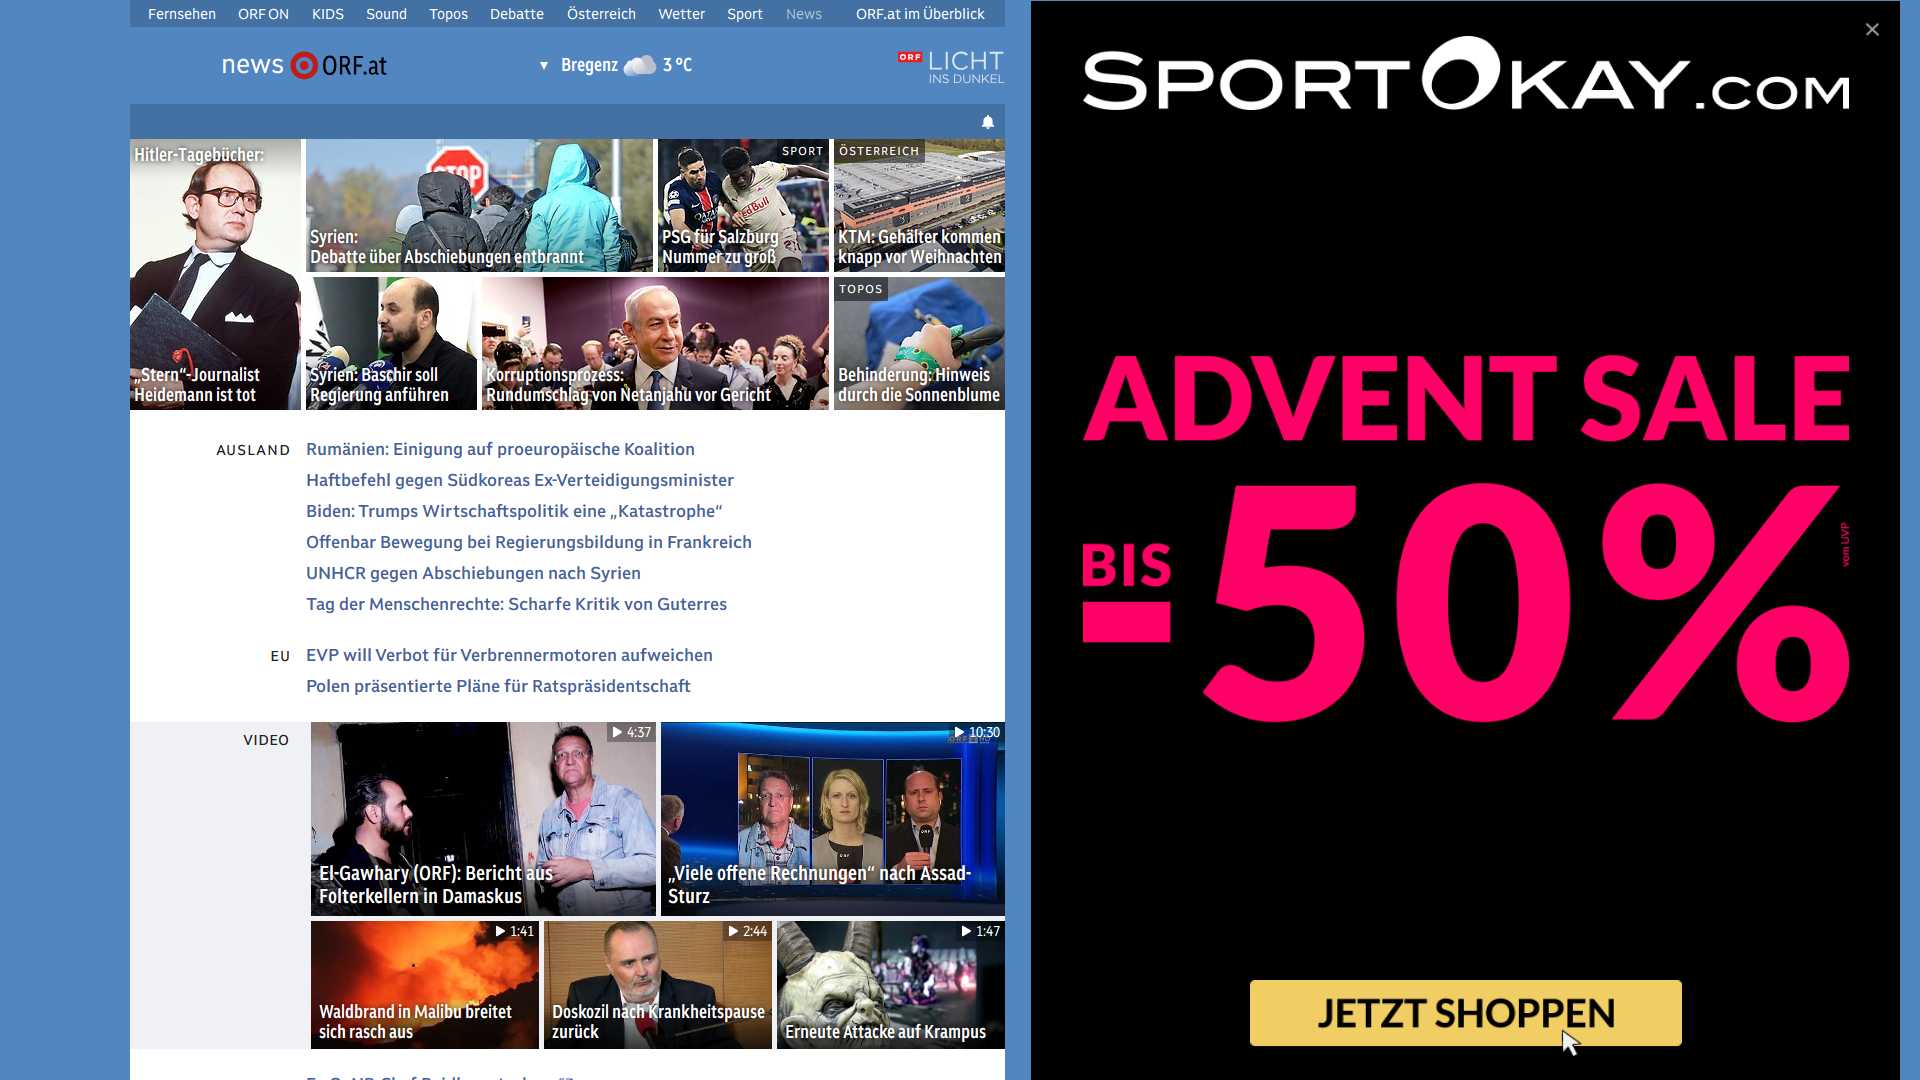 Fernsehen ORF ON KIDS Sound Topos Debatte Österreich Wetter Sport News ORF.at im Überblick
news ORF.at
Bregenz 3 °C
ORF LICHT
INS DUNKEL
Hitler-Tagebücher:
„Stern“-Journalist
Heidemann ist tot
STOP
Syrien:
Debatte über Abschiebungen entbrannt
SPORT
PSG für Salzburg
Nummer zu groß
ÖSTERREICH
KTM: Gehälter kommen
knapp vor Weihnachten
Syrien: Baschir soll
Regierung anführen
Korruptionsprozess:
Rundumschlag von Netanjahu vor Gericht
TOPOS
Behinderung: Hinweis
durch die Sonnenblume
AUSLAND
Rumänien: Einigung auf proeuropäische Koalition
Haftbefehl gegen Südkoreas Ex-Verteidigungsminister
Biden: Trumps Wirtschaftspolitik eine „Katastrophe“
Offenbar Bewegung bei Regierungsbildung in Frankreich
UNHCR gegen Abschiebungen nach Syrien
Tag der Menschenrechte: Scharfe Kritik von Guterres
EU
EVP will Verbot für Verbrennermotoren aufweichen
Polen präsentierte Pläne für Ratspräsidentschaft
VIDEO
4:37
El-Gawhary (ORF): Bericht aus
Folterkellern in Damaskus
10:30
„Viele offene Rechnungen“ nach Assad-
Sturz
1:41
Waldbrand in Malibu breitet
sich rasch aus
2:44
Doskozil nach Krankheitspause
zurück
1:47
Erneute Attacke auf Krampus
SPORTOKAY.COM
ADVENT SALE
BIS
-50%
vom UVP
JETZT SHOPPEN